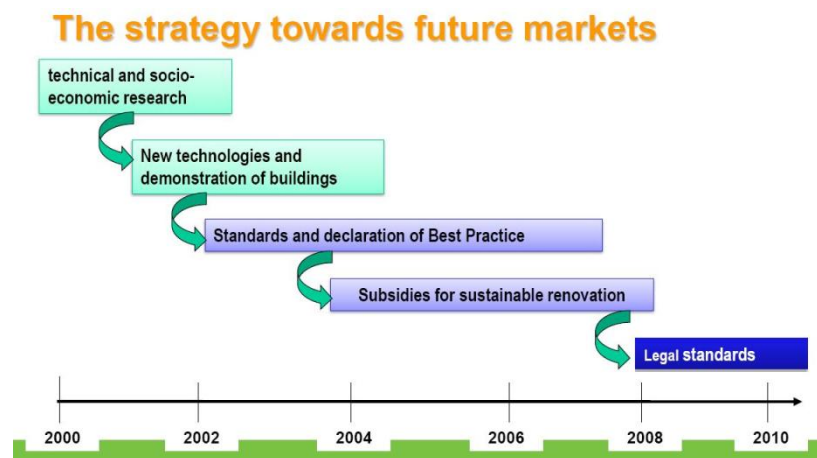 The strategy towards future markets
technical and socio-
economic research
New technologies and
demonstration of buildings
Standards and declaration of Best Practice
Subsidies for sustainable renovation
Legal standards
2000 2002 2004 2006 2008 2010